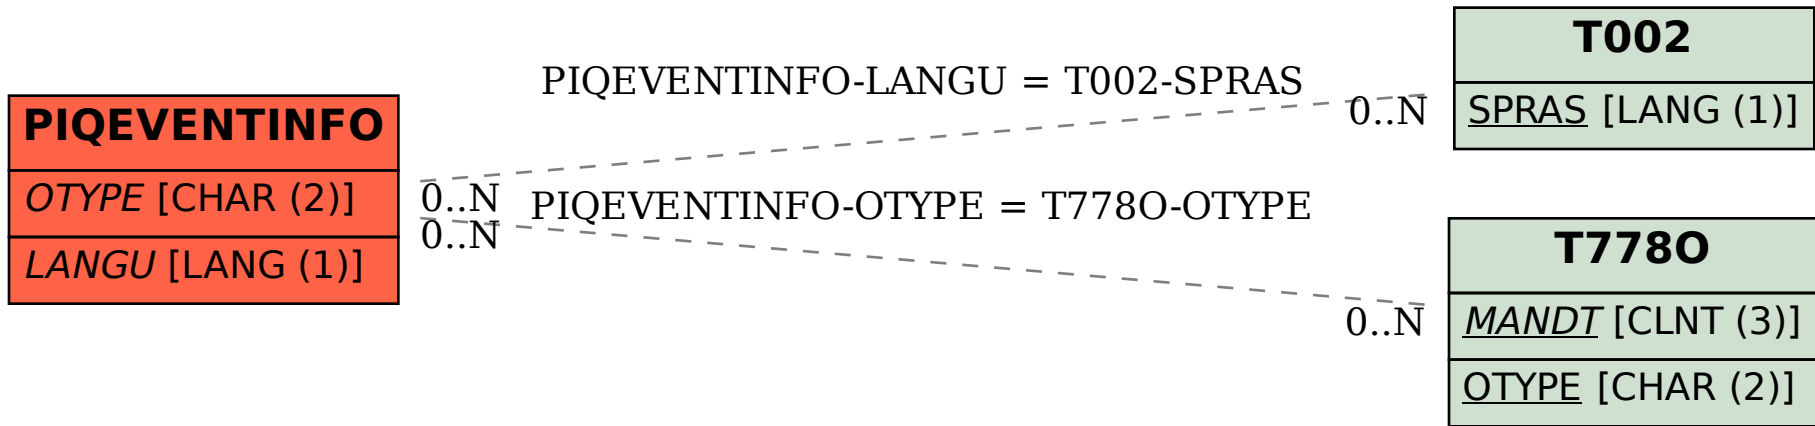 PIQEVENTINFO
OTYPE [CHAR (2)]
LANGU [LANG (1)]
PIQEVENTINFO-LANGU = T002-SPRAS
0..N
0..N
PIQEVENTINFO-OTYPE = T778O-OTYPE
0..N
0..N
T002
SPRAS [LANG (1)]
T778O
MANDT [CLNT (3)]
OTYPE [CHAR (2)]